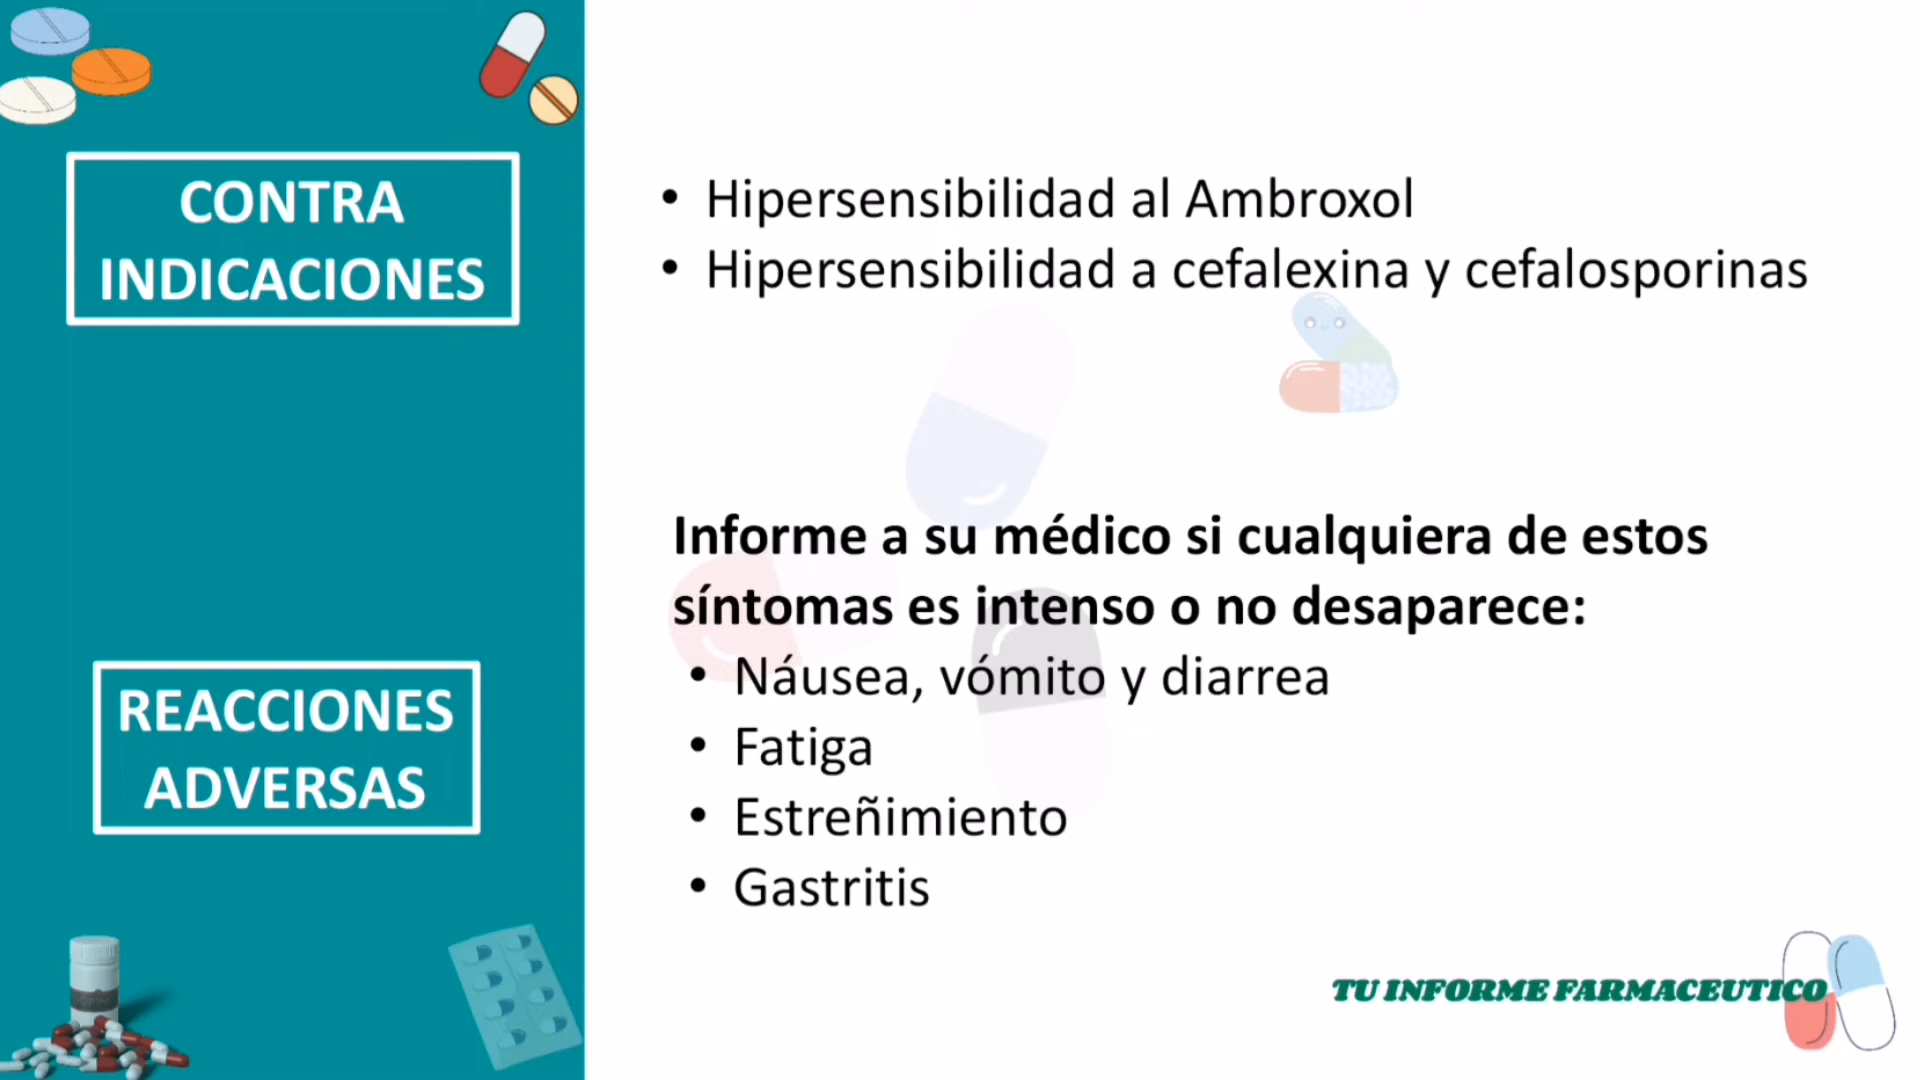 CONTRA
INDICACIONES
• Hipersensibilidad al Ambroxol
• Hipersensibilidad a cefalexina y cefalosporinas
REACCIONES
ADVERSAS
Informe a su médico si cualquiera de estos
síntomas es intenso o no desaparece:
• Náusea, vómito y diarrea
• Fatiga
• Estreñimiento
• Gastritis
TU INFORME FARMACEUTICO